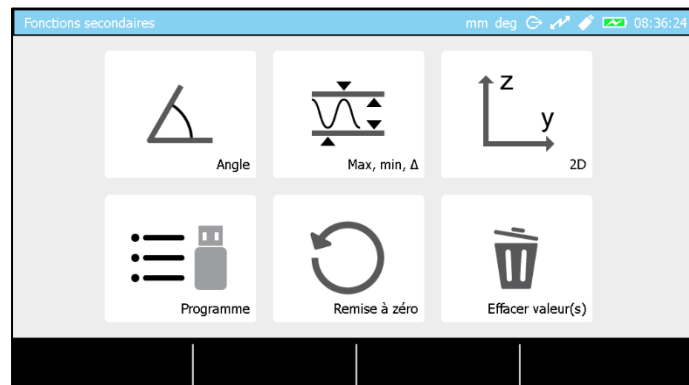 Fonctions secondaires mm deg 08:36:24
Angle
Max, min, Δ
z
y
2D
Programme
Remise à zéro
Effacer valeur(s)